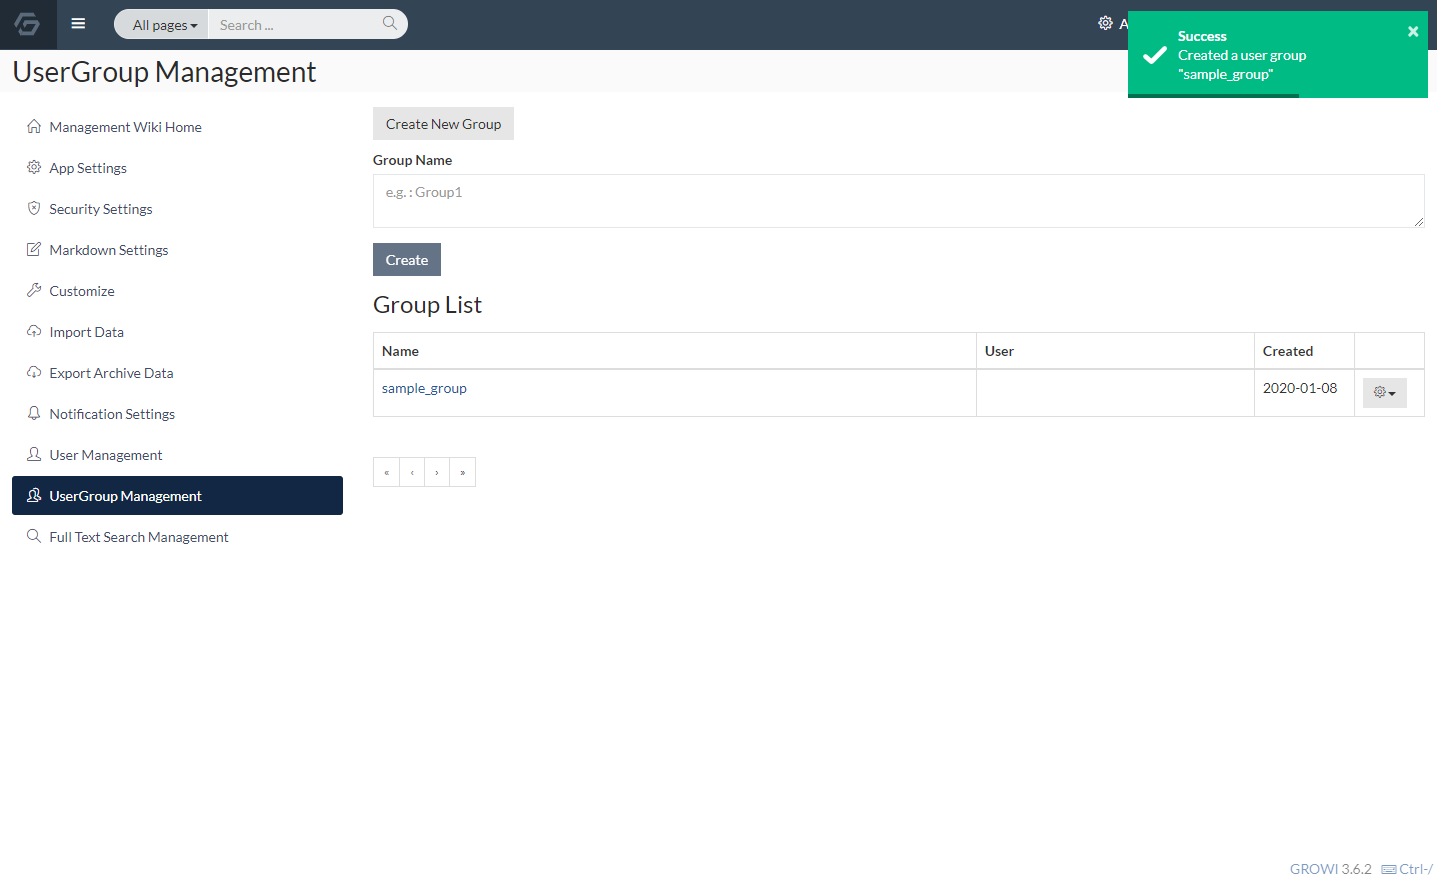 All pages
Search ...
A
Success
Created a user group
"sample_group"
UserGroup Management
Management Wiki Home
App Settings
Security Settings
Markdown Settings
Customize
Import Data
Export Archive Data
Notification Settings
User Management
UserGroup Management
Full Text Search Management
Create New Group
Group Name
e.g. : Group1
Create
Group List
Name User Created
sample_group 2020-01-08
« ‹ › »
GROWI 3.6.2 Ctrl-/